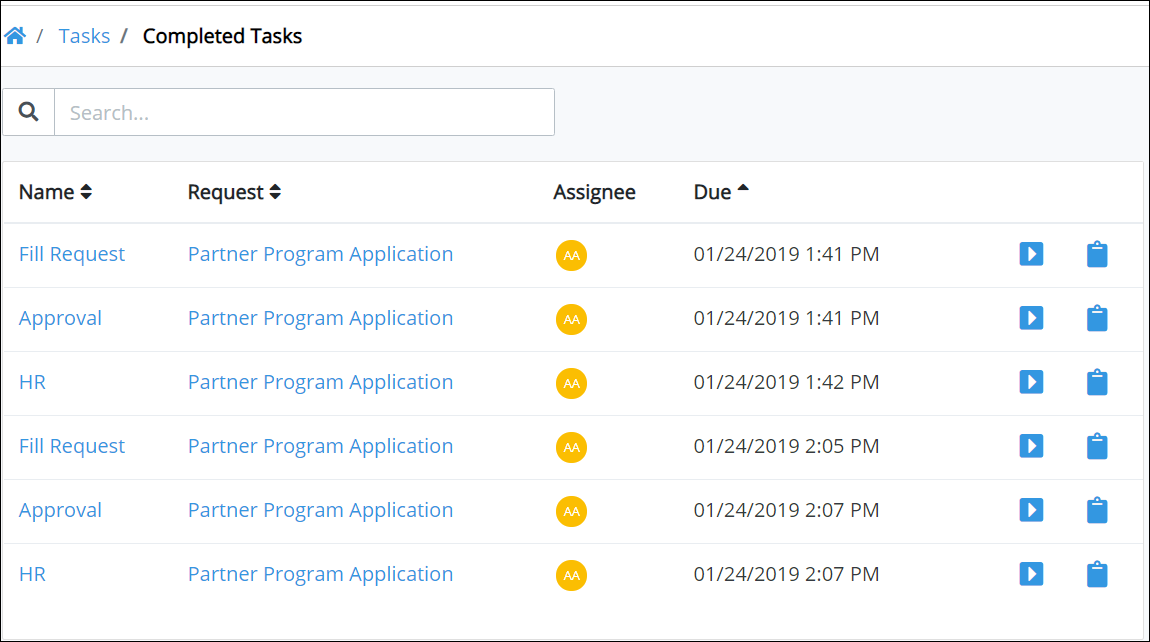 / Tasks / Completed Tasks
Search...
Name Request Assignee Due
Fill Request Partner Program Application AA 01/24/2019 1:41 PM
Approval Partner Program Application AA 01/24/2019 1:41 PM
HR Partner Program Application AA 01/24/2019 1:42 PM
Fill Request Partner Program Application AA 01/24/2019 2:05 PM
Approval Partner Program Application AA 01/24/2019 2:07 PM
HR Partner Program Application AA 01/24/2019 2:07 PM